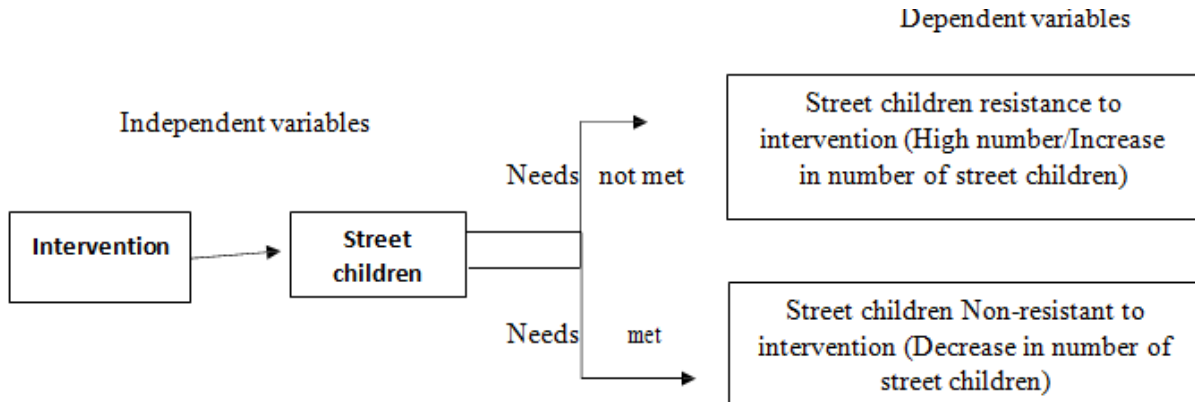 Dependent variables
Independent variables
Street children resistance to
intervention (High number/Increase
in number of street children)
Needs not met
Intervention
Street
children
Needs met
Street children Non-resistant to
intervention (Decrease in number of
street children)